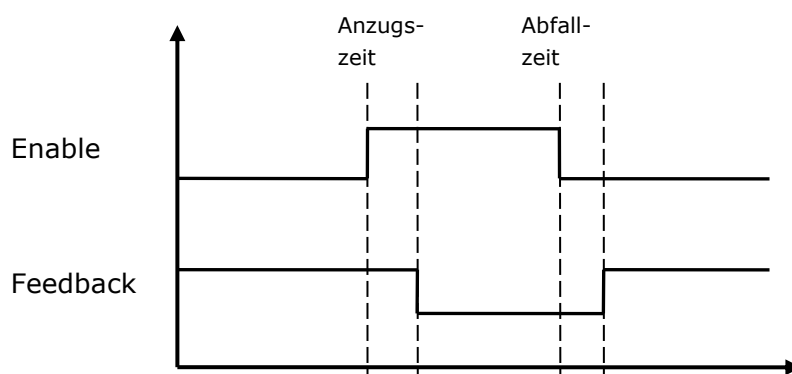 Anzugs-
zeit
Abfall-
zeit
Enable
Feedback